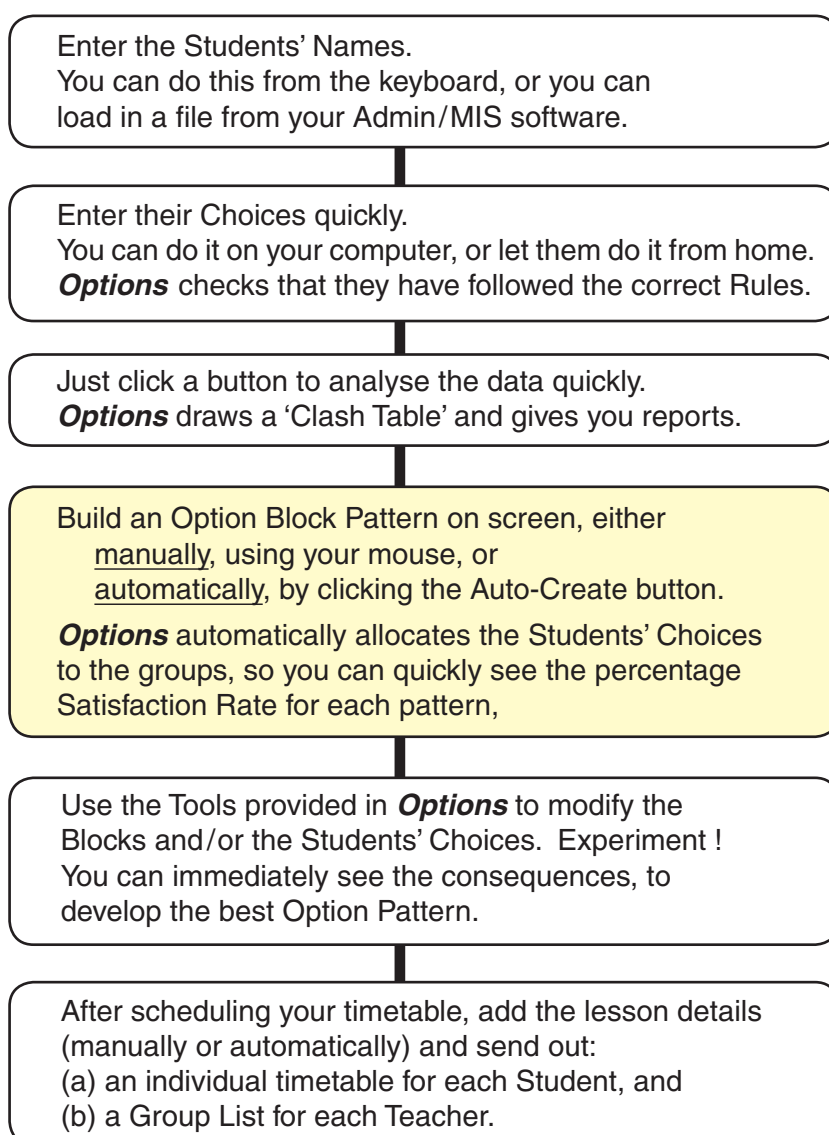 Enter the Students’ Names.
You can do this from the keyboard, or you can
load in a file from your Admin/MIS software.
Enter their Choices quickly.
You can do it on your computer, or let them do it from home.
Options checks that they have followed the correct Rules.
Just click a button to analyse the data quickly.
Options draws a ‘Clash Table’ and gives you reports.
Build an Option Block Pattern on screen, either
manually, using your mouse, or
automatically, by clicking the Auto-Create button.
Options automatically allocates the Students’ Choices
to the groups, so you can quickly see the percentage
Satisfaction Rate for each pattern,
Use the Tools provided in Options to modify the
Blocks and/or the Students’ Choices. Experiment !
You can immediately see the consequences, to
develop the best Option Pattern.
After scheduling your timetable, add the lesson details
(manually or automatically) and send out:
(a) an individual timetable for each Student, and
(b) a Group List for each Teacher.